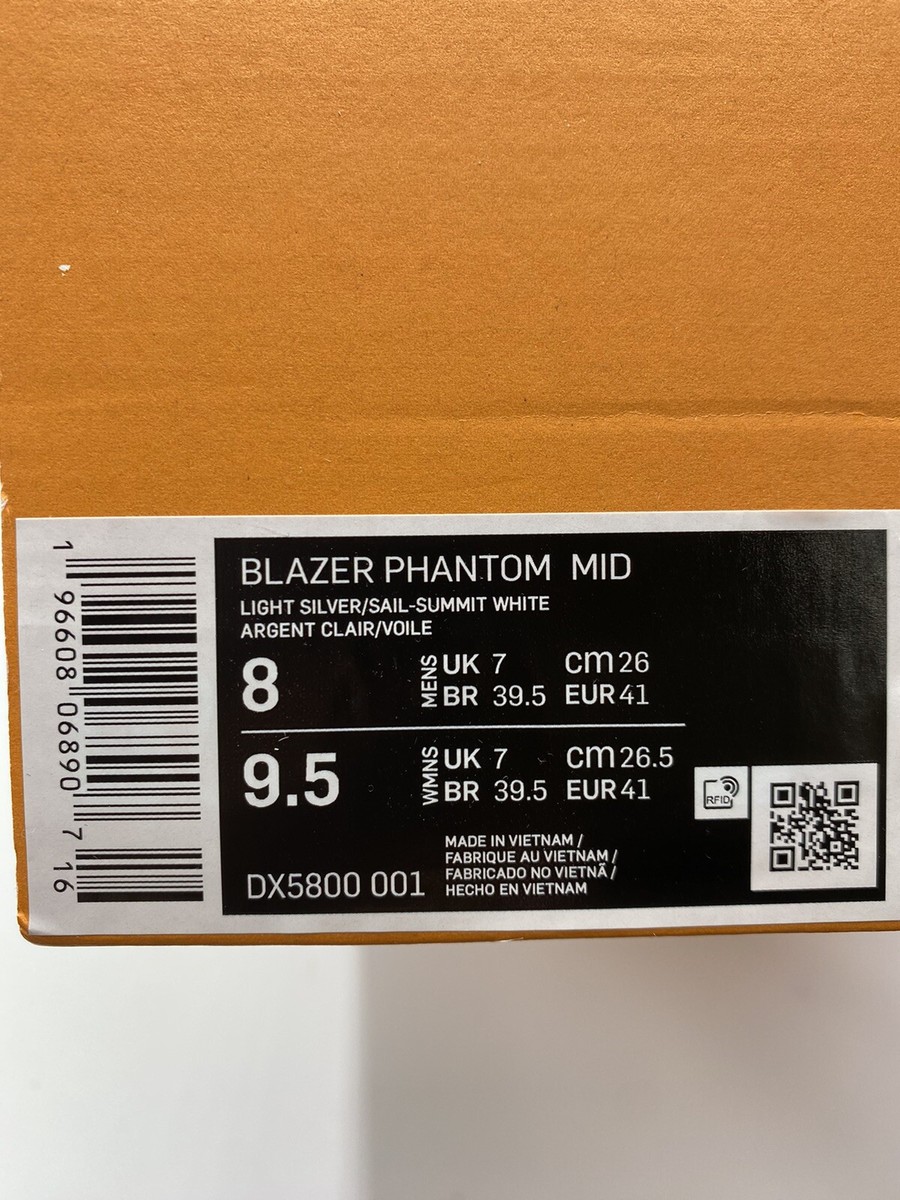 BLAZER PHANTOM MID
LIGHT SILVER/SAIL-SUMMIT WHITE
ARGENT CLAIR/VOILE
8 MENS UK 7 cm 26
BR 39.5 EUR 41
9.5 WMNS UK 7 cm 26.5
BR 39.5 EUR 41
RFID
MADE IN VIETNAM /
FABRIQUE AU VIETNAM /
FABRICADO NO VIETNÃ /
HECHO EN VIETNAM
DX5800 001
1 96608 06890 7 16